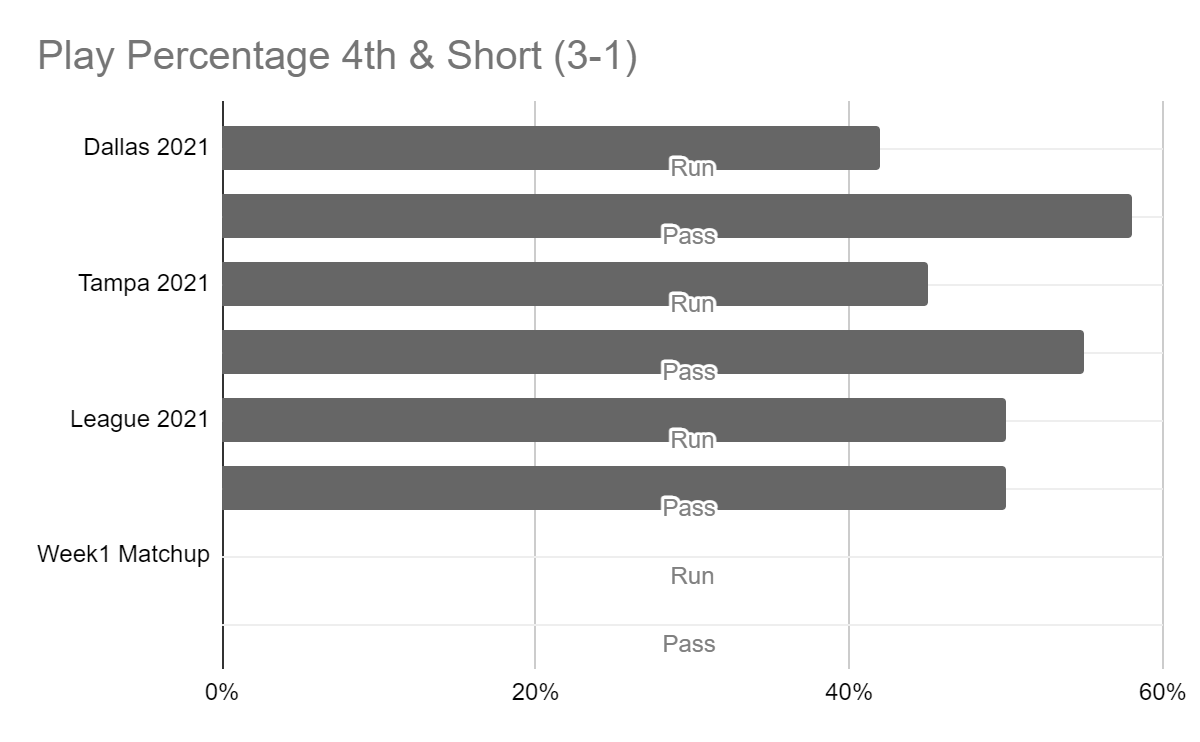 Play Percentage 4th & Short (3-1)
Dallas 2021
Run
Pass
Tampa 2021
Run
Pass
League 2021
Run
Pass
Week1 Matchup
Run
Pass
0% 20% 40% 60%